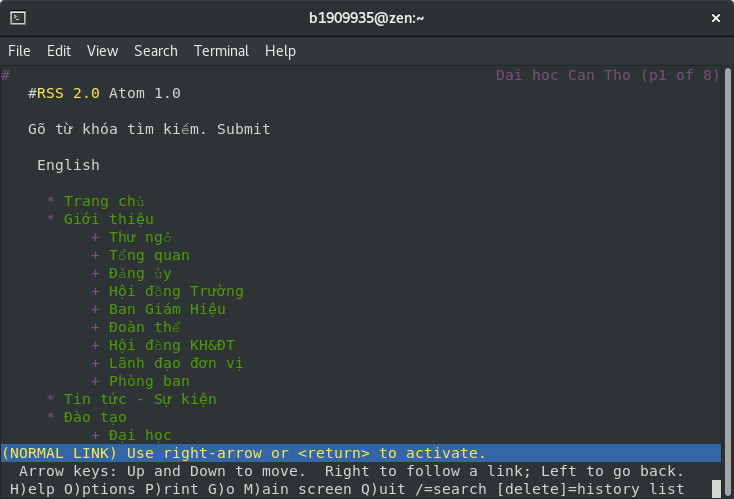 b1909935@zen:~
File Edit View Search Terminal Help
# Dai hoc Can Tho (p1 of 8)
#RSS 2.0 Atom 1.0
Gõ từ khóa tìm kiếm. Submit
English
* Trang chủ
* Giới thiệu
+ Thư ngỏ
+ Tổng quan
+ Đảng ủy
+ Hội đồng Trường
+ Ban Giám Hiệu
+ Đoàn thể
+ Hội đồng KH&ĐT
+ Lãnh đạo đơn vị
+ Phòng ban
* Tin tức - Sự kiện
* Đào tạo
+ Đại học
(NORMAL LINK) Use right-arrow or <return> to activate.
Arrow keys: Up and Down to move. Right to follow a link; Left to go back.
H)elp O)ptions P)rint G)o M)ain screen Q)uit /=search [delete]=history list